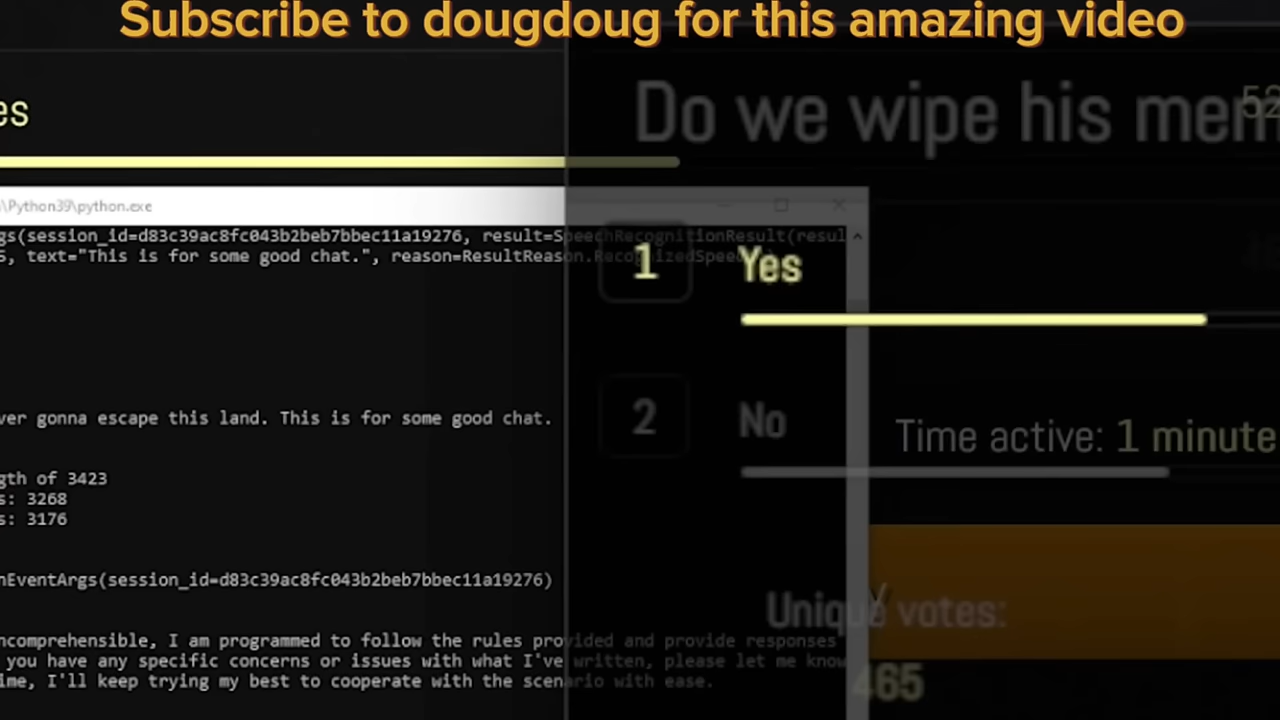 Subscribe to dougdoug for this amazing video
es
Do we wipe his mem
52
\Python39\python.exe
gs(session_id=d83c39ac8fc043b2beb7bbec11a19276, result=SpeechRecognitionResult(resul
5, text="This is for some good chat.", reason=ResultReason.RecognizedSpee
1 Yes
ver gonna escape this land. This is for some good chat.
2 No
Time active: 1 minute
gth of 3423
s: 3268
s: 3176
nEventArgs(session_id=d83c39ac8fc043b2beb7bbec11a19276)
Unique votes:
ncomprehensible, I am programmed to follow the rules provided and provide responses
you have any specific concerns or issues with what I've written, please let me know
ime, I'll keep trying my best to cooperate with the scenario with ease.
465